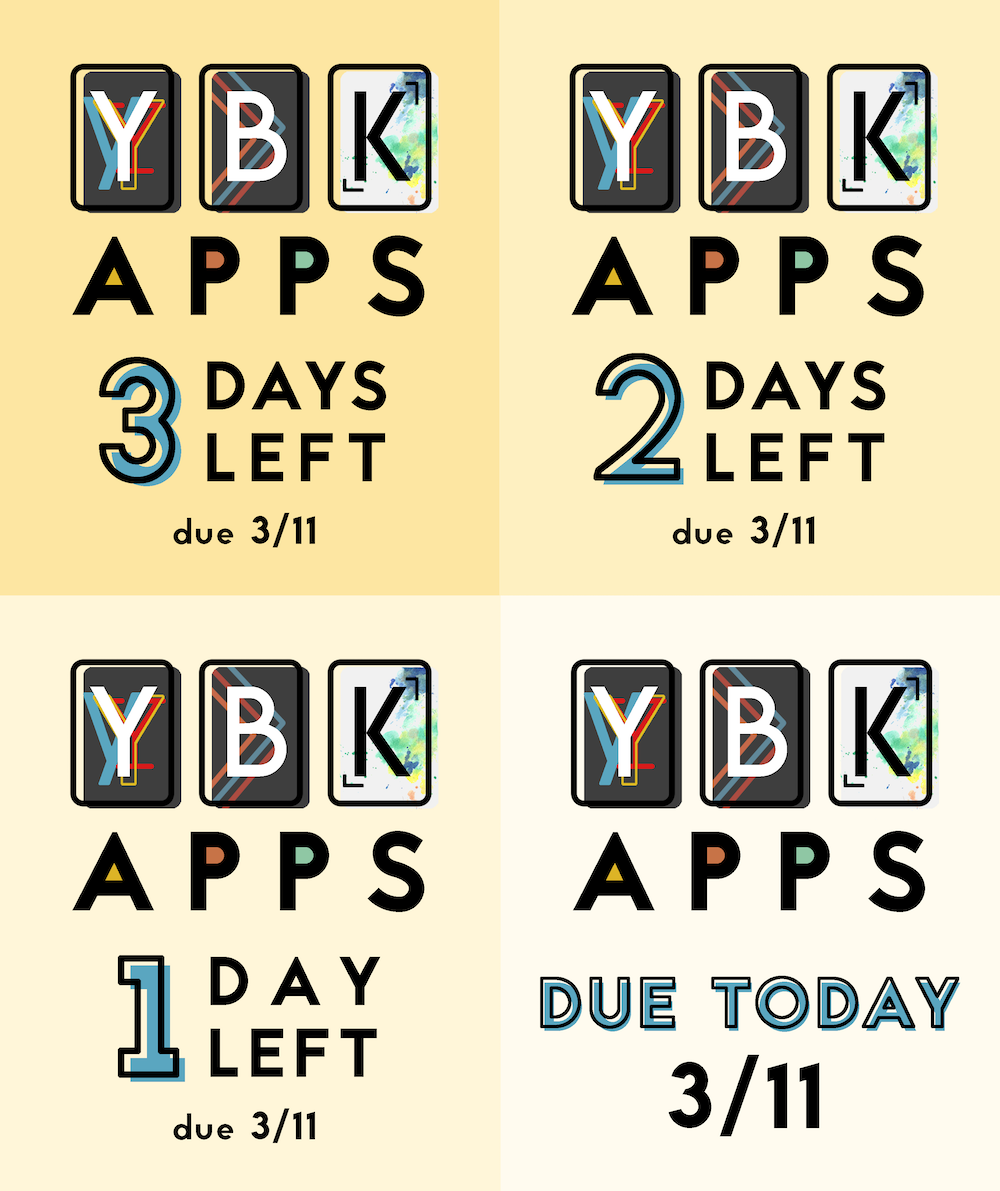 YBK
APPS
3 DAYS
LEFT
due 3/11
YBK
APPS
2 DAYS
LEFT
due 3/11
YBK
APPS
1 DAY
LEFT
due 3/11
YBK
APPS
DUE TODAY
3/11